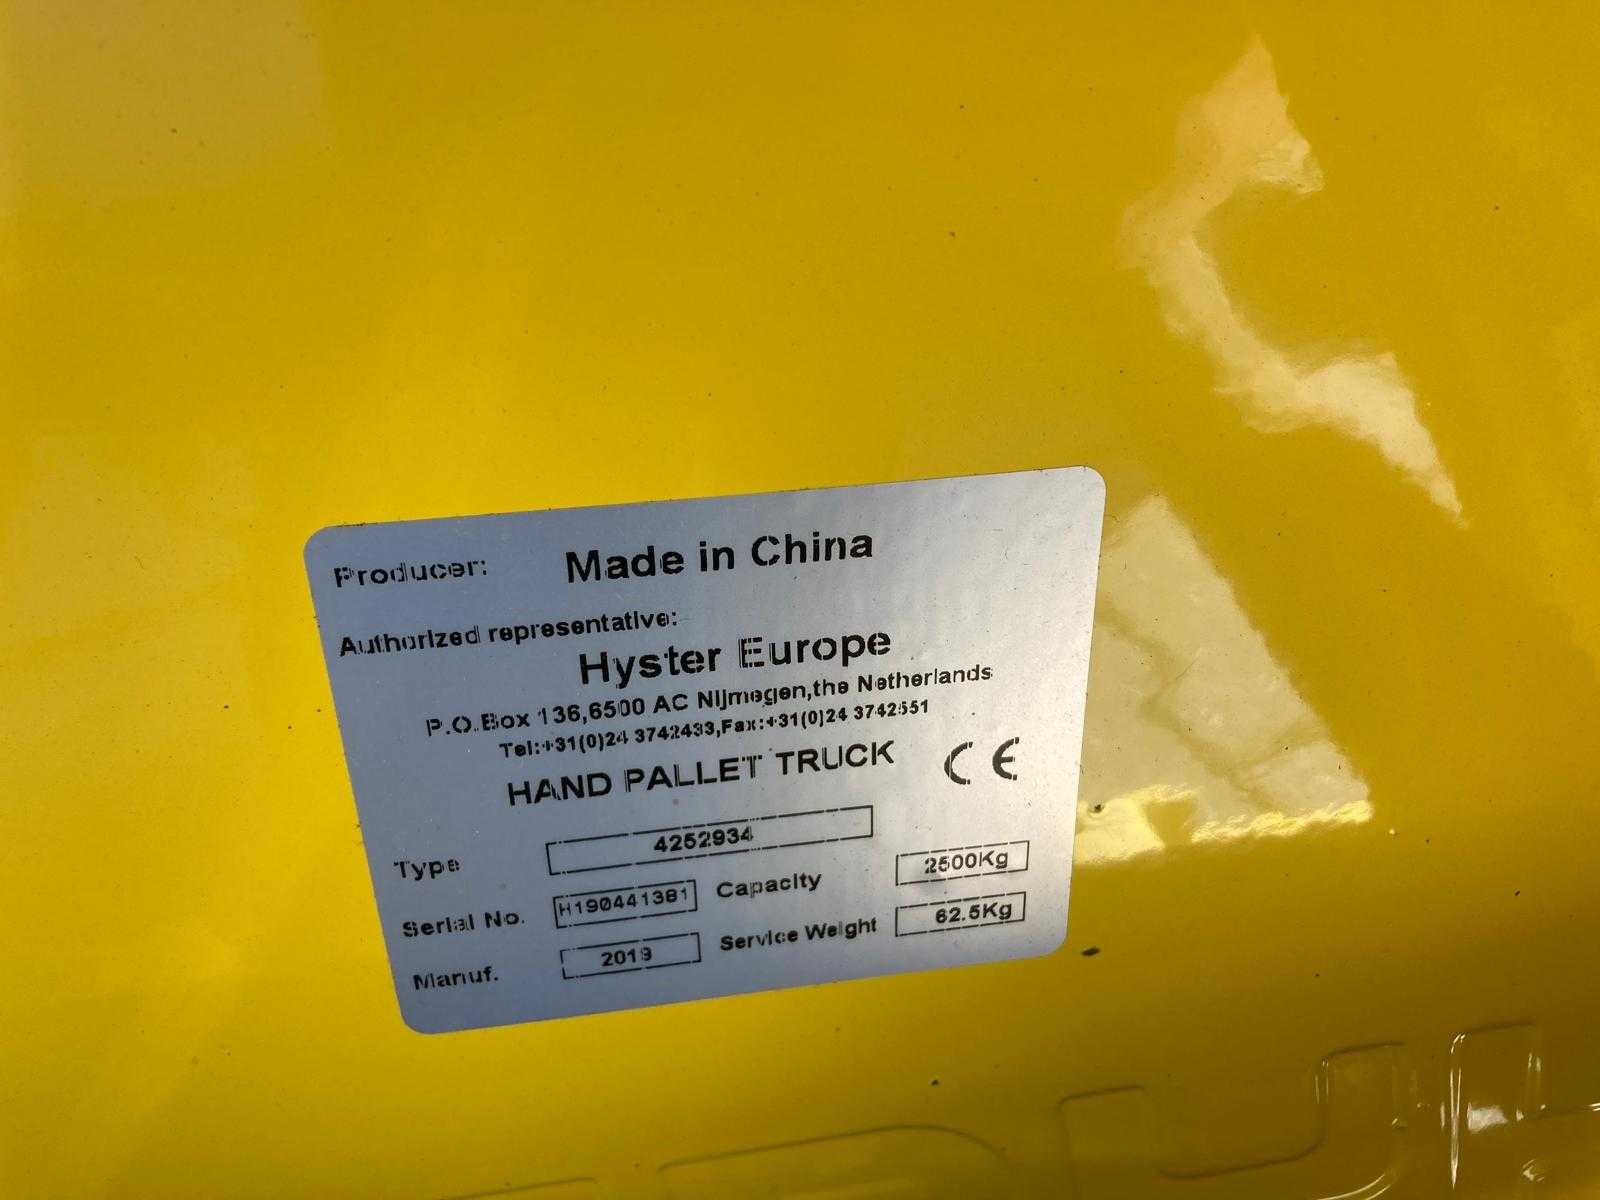 Producer: Made in China
Authorized representative:
Hyster Europe
P.O.Box 136,6500 AC Nijmegen,the Netherlands
Tel:+31(0)24 3742433,Fax:+31(0)24 3742551
HAND PALLET TRUCK CE
Type 4252934
Serial No. H190441381 Capacity 2500Kg
Manuf. 2019 Service Weight 62.5Kg